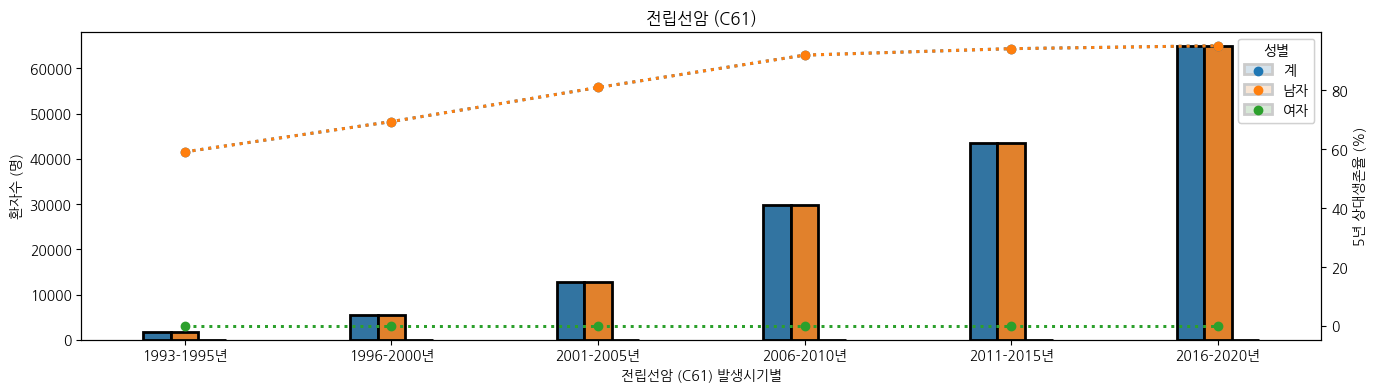 전립선암 (C61)
환자수 (명)
60000
50000
40000
30000
20000
10000
0
1993-1995년
1996-2000년
2001-2005년
2006-2010년
2011-2015년
2016-2020년
전립선암 (C61) 발생시기별
성별
계
남자
여자
80
60
40
20
0
5년 상대생존율 (%)